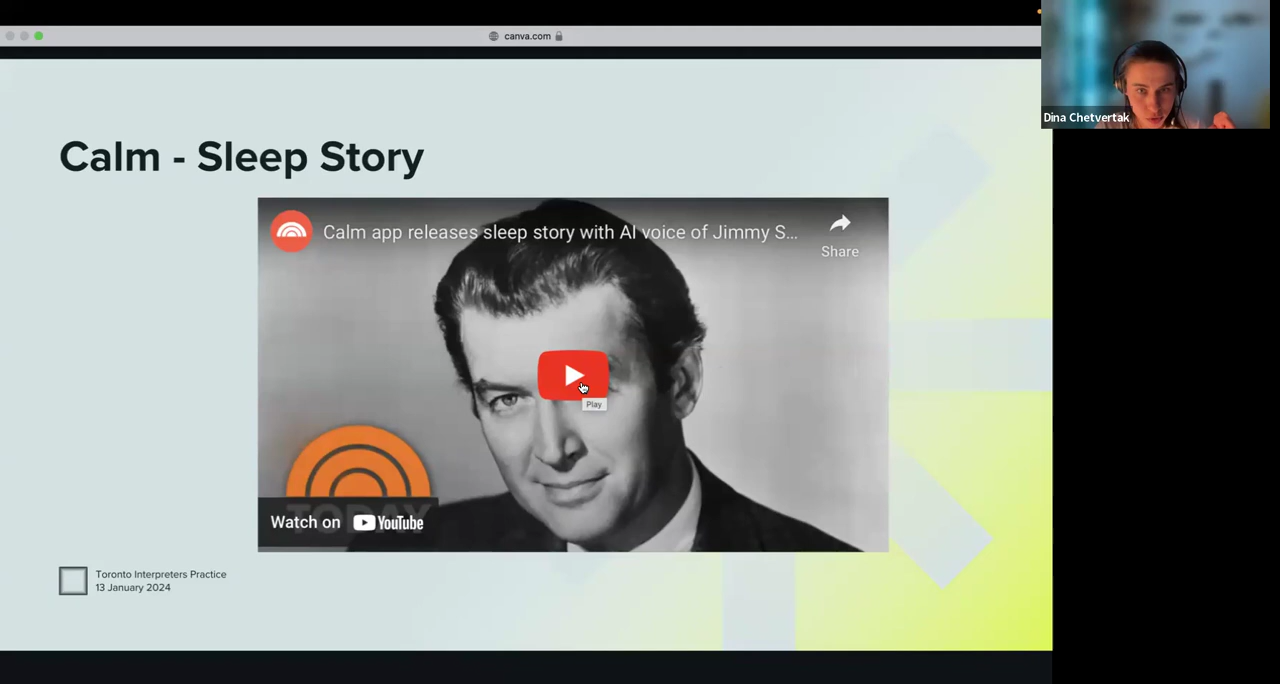 canva.com
Dina Chetvertak
Calm - Sleep Story
Calm app releases sleep story with AI voice of Jimmy S...
Share
Play
TODAY
Watch on YouTube
Toronto Interpreters Practice
13 January 2024